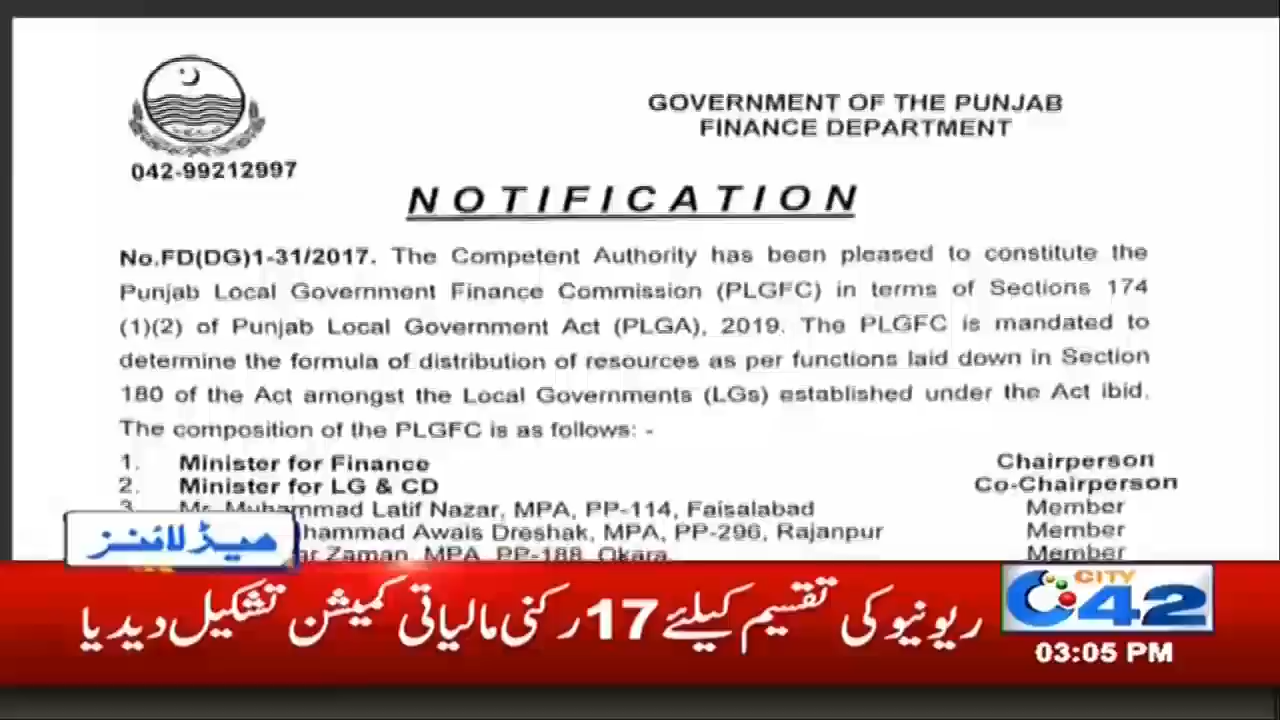 GOVERNMENT OF THE PUNJAB
FINANCE DEPARTMENT
042-99212997
NOTIFICATION
No.FD(DG)1-31/2017. The Competent Authority has been pleased to constitute the
Punjab Local Government Finance Commission (PLGFC) in terms of Sections 174
(1)(2) of Punjab Local Government Act (PLGA), 2019. The PLGFC is mandated to
determine the formula of distribution of resources as per functions laid down in Section
180 of the Act amongst the Local Governments (LGs) established under the Act ibid.
The composition of the PLGFC is as follows: -
1. Minister for Finance Chairperson
2. Minister for LG & CD Co-Chairperson
3. Mr. Muhammad Latif Nazar, MPA, PP-114, Faisalabad Member
hammad Awais Dreshak, MPA, PP-296, Rajanpur Member
Zaman, MPA, PP-188, Okara Member
ہیڈلائنز
ریونیو کی تقسیم کیلئے 17 رکنی مالیاتی کمیشن تشکیل دیدیا
CITY
42
03:05 PM